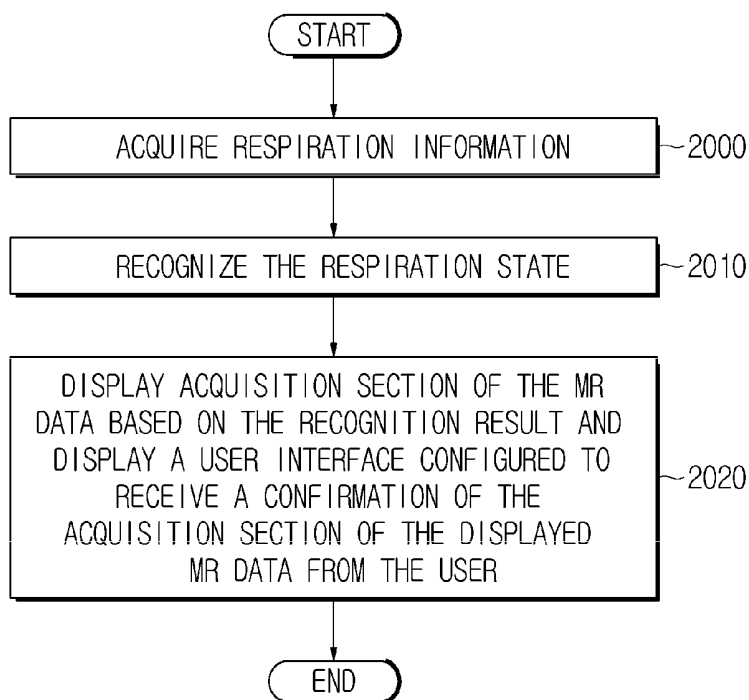 START
ACQUIRE RESPIRATION INFORMATION
2000
RECOGNIZE THE RESPIRATION STATE
2010
DISPLAY ACQUISITION SECTION OF THE MR
DATA BASED ON THE RECOGNITION RESULT AND
DISPLAY A USER INTERFACE CONFIGURED TO
RECEIVE A CONFIRMATION OF THE
ACQUISITION SECTION OF THE DISPLAYED
MR DATA FROM THE USER
2020
END